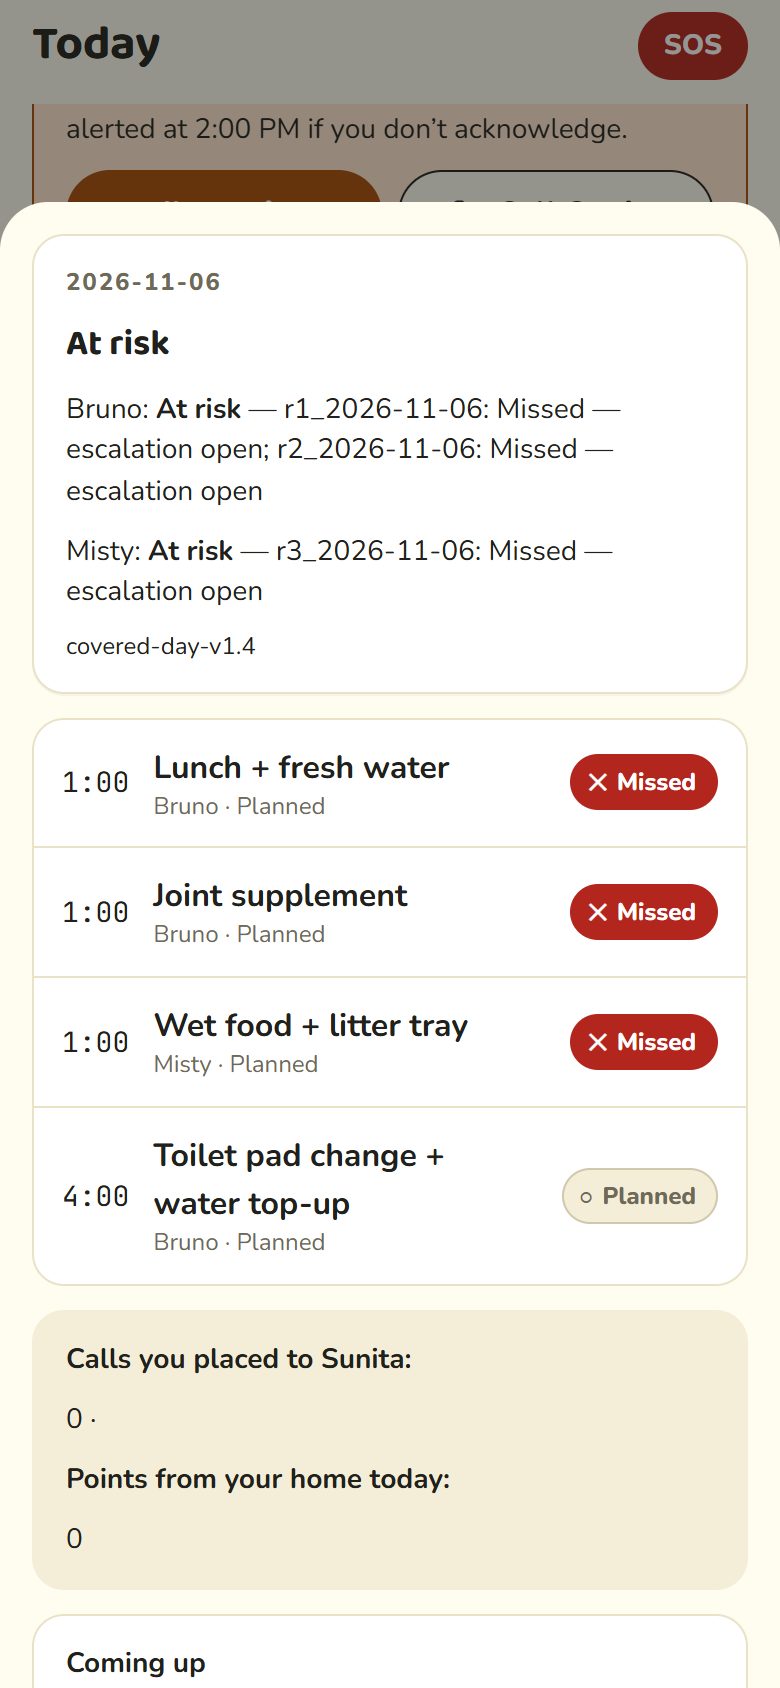 Today
SOS
alerted at 2:00 PM if you don’t acknowledge.
2026-11-06
At risk
Bruno: At risk — r1_2026-11-06: Missed —
escalation open; r2_2026-11-06: Missed —
escalation open
Misty: At risk — r3_2026-11-06: Missed —
escalation open
covered-day-v1.4
1:00
Lunch + fresh water
Bruno · Planned
✕ Missed
1:00
Joint supplement
Bruno · Planned
✕ Missed
1:00
Wet food + litter tray
Misty · Planned
✕ Missed
4:00
Toilet pad change +
water top-up
Bruno · Planned
○ Planned
Calls you placed to Sunita:
0 ·
Points from your home today:
0
Coming up